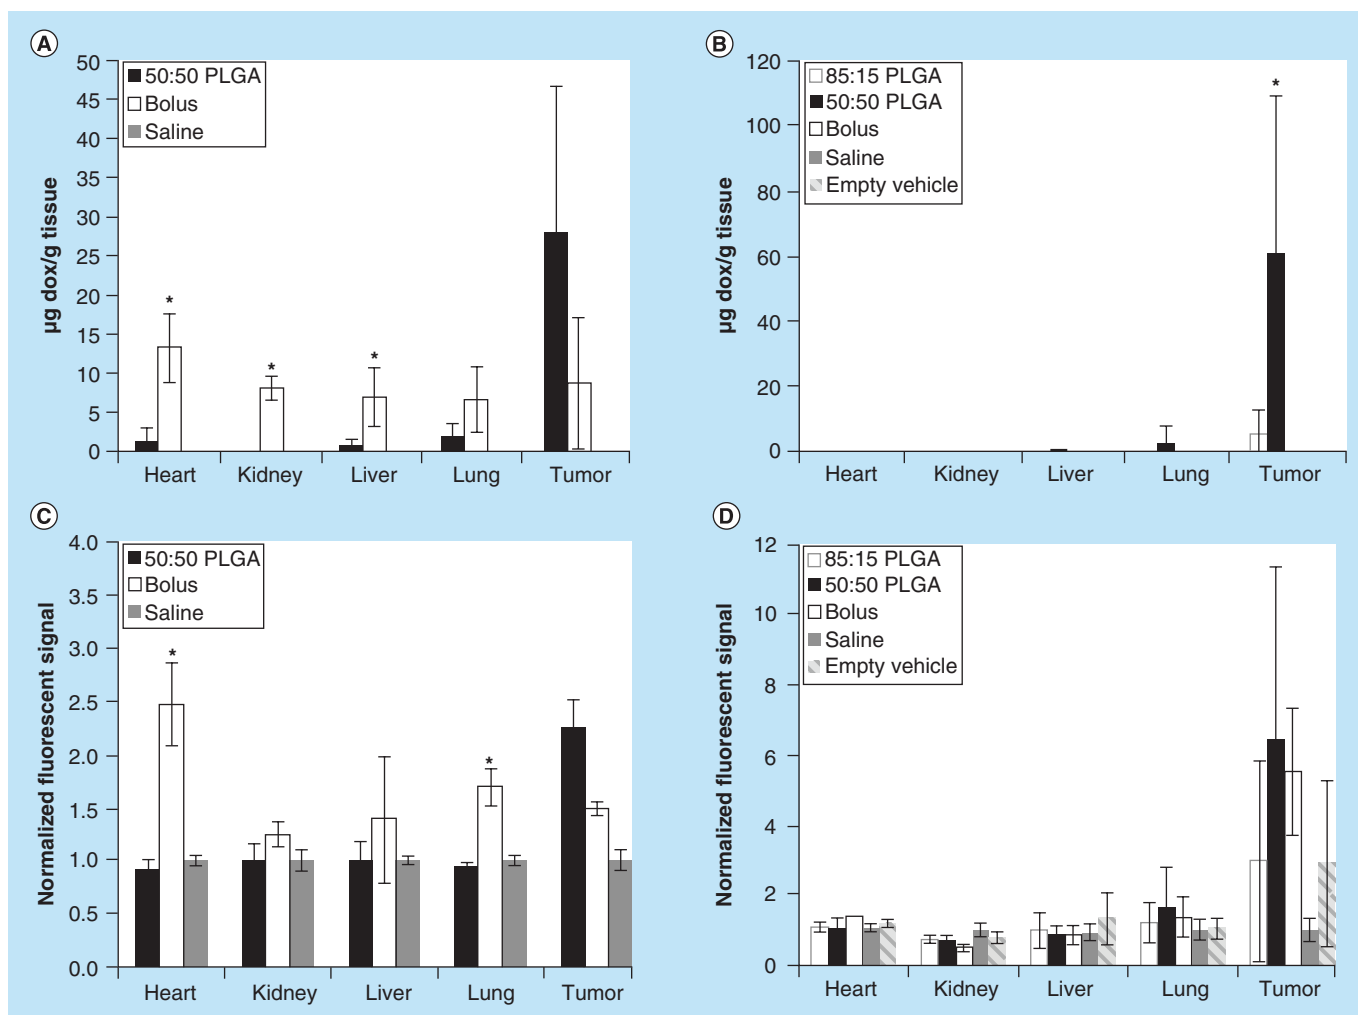 A
50
45
40
35
30
25
20
15
10
5
0
µg dox/g tissue
50:50 PLGA
Bolus
Saline
*
*
*
Heart Kidney Liver Lung Tumor
B
120
100
80
60
40
20
0
µg dox/g tissue
85:15 PLGA
50:50 PLGA
Bolus
Saline
Empty vehicle
*
Heart Kidney Liver Lung Tumor
C
4.0
3.5
3.0
2.5
2.0
1.5
1.0
0.5
0.0
Normalized fluorescent signal
50:50 PLGA
Bolus
Saline
*
*
Heart Kidney Liver Lung Tumor
D
12
10
8
6
4
2
0
Normalized fluorescent signal
85:15 PLGA
50:50 PLGA
Bolus
Saline
Empty vehicle
Heart Kidney Liver Lung Tumor